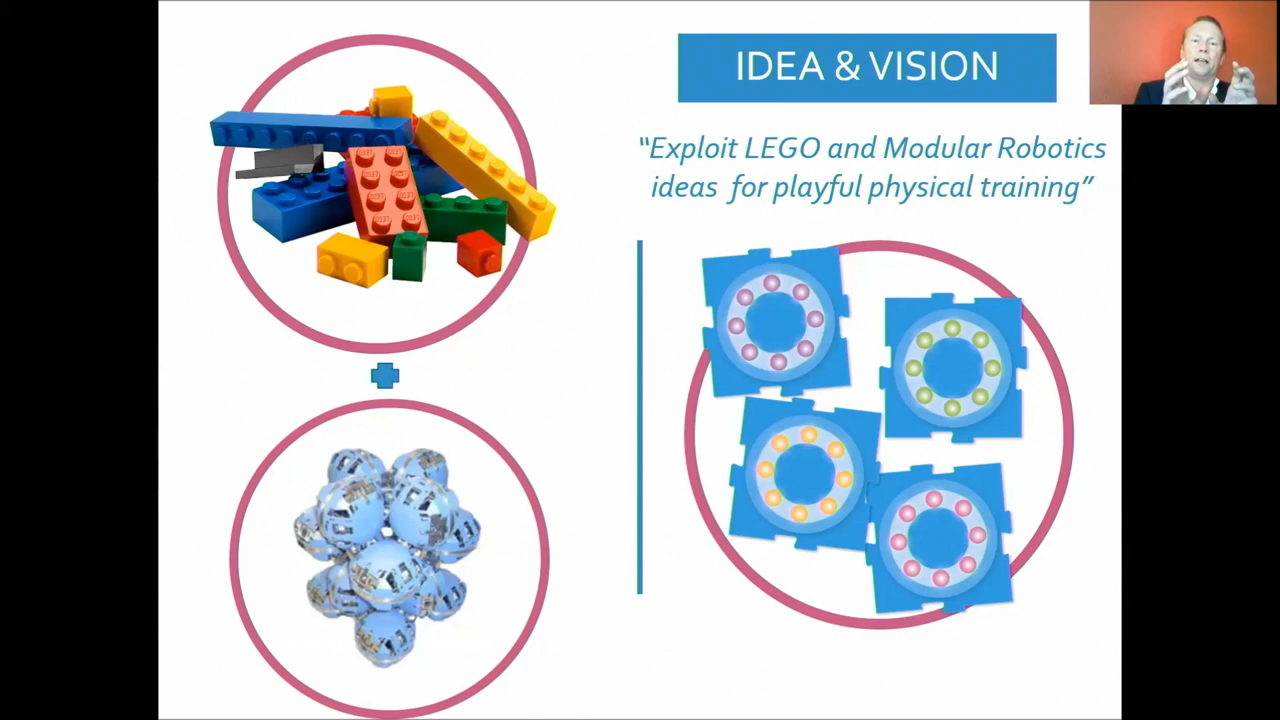 IDEA & VISION
“Exploit LEGO and Modular Robotics
ideas for playful physical training”